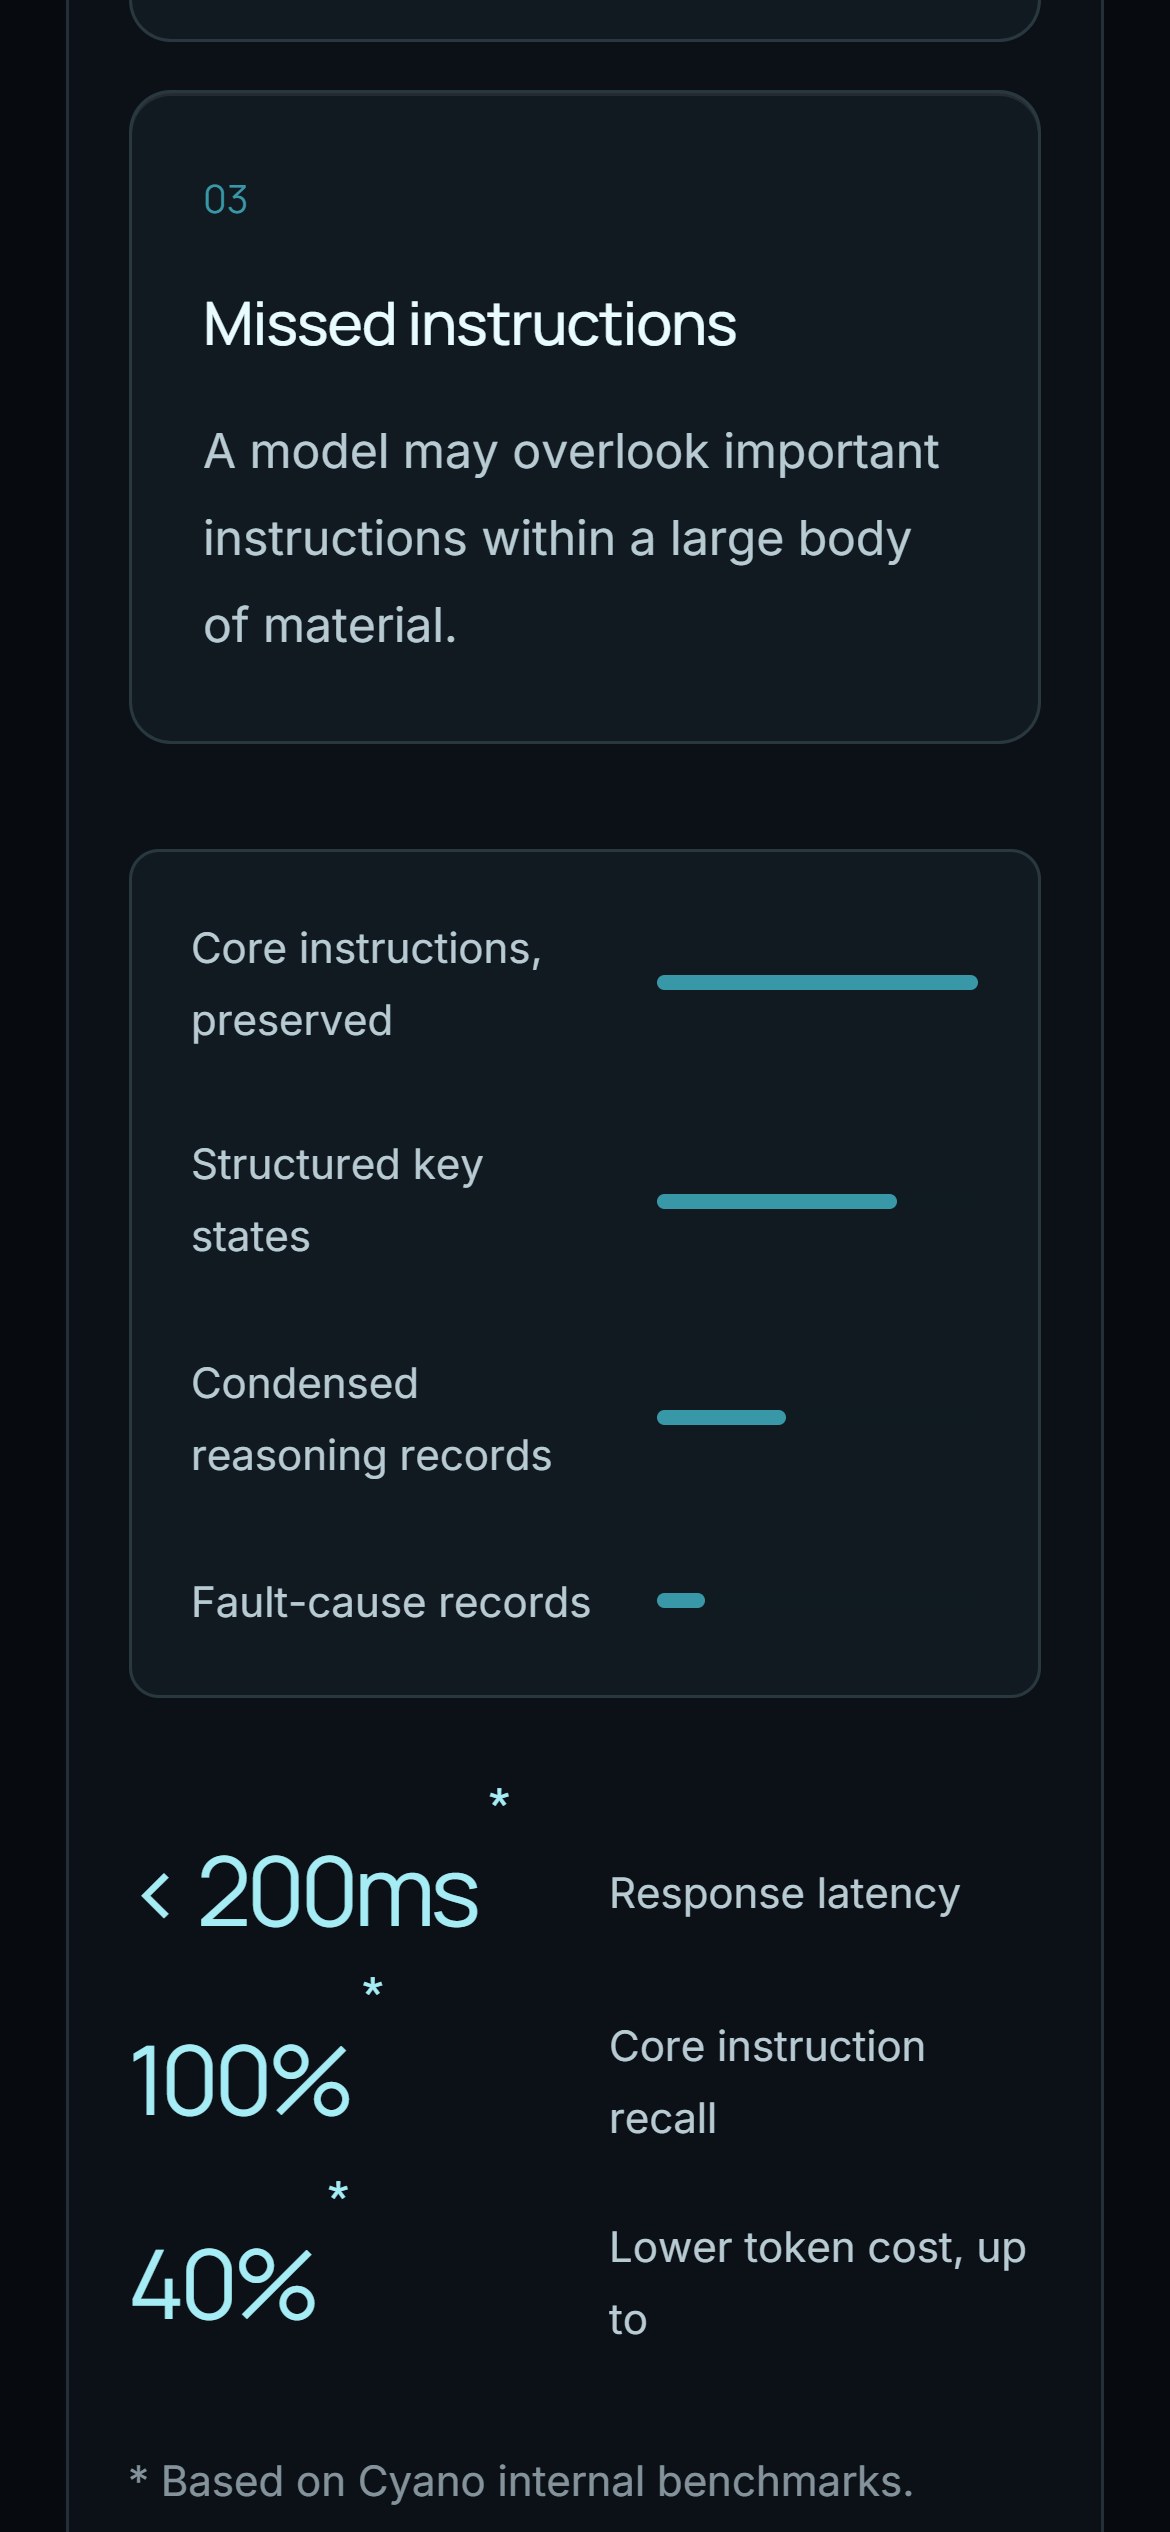 03
Missed instructions
A model may overlook important
instructions within a large body
of material.
Core instructions,
preserved
Structured key
states
Condensed
reasoning records
Fault-cause records
< 200ms*
Response latency
100%*
Core instruction
recall
40%*
Lower token cost, up
to
* Based on Cyano internal benchmarks.